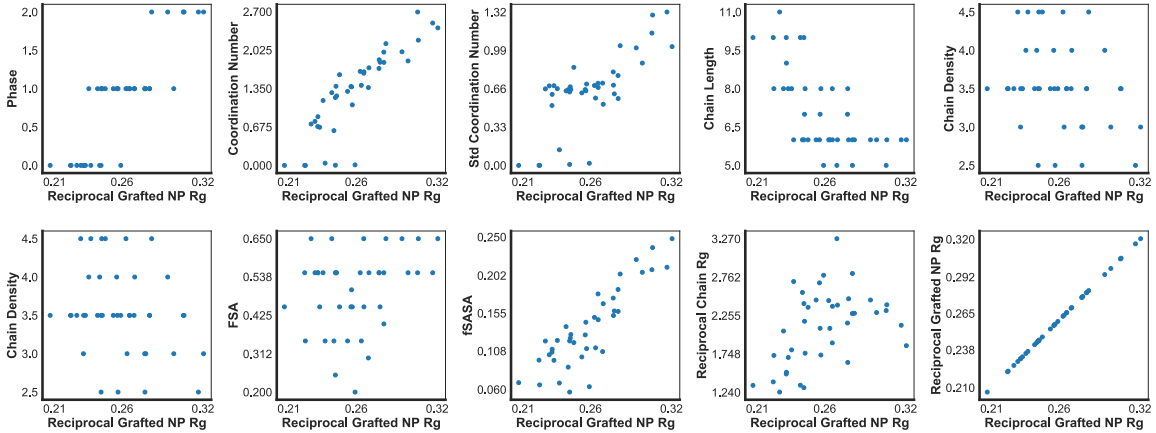 2.0
1.5
1.0
0.5
0.0
Phase
0.21 0.26 0.32
Reciprocal Grafted NP Rg
2.700
2.025
1.350
0.675
0.000
Coordination Number
0.21 0.26 0.32
Reciprocal Grafted NP Rg
1.32
0.99
0.66
0.33
0.00
Std Coordination Number
0.21 0.26 0.32
Reciprocal Grafted NP Rg
11.0
9.5
8.0
6.5
5.0
Chain Length
0.21 0.26 0.32
Reciprocal Grafted NP Rg
4.5
4.0
3.5
3.0
2.5
Chain Density
0.21 0.26 0.32
Reciprocal Grafted NP Rg
4.5
4.0
3.5
3.0
2.5
Chain Density
0.21 0.26 0.32
Reciprocal Grafted NP Rg
0.650
0.538
0.425
0.312
0.200
FSA
0.21 0.26 0.32
Reciprocal Grafted NP Rg
0.250
0.202
0.155
0.108
0.060
fSASA
0.21 0.26 0.32
Reciprocal Grafted NP Rg
3.270
2.762
2.255
1.748
1.240
Reciprocal Chain Rg
0.21 0.26 0.32
Reciprocal Grafted NP Rg
0.320
0.292
0.265
0.238
0.210
Reciprocal Grafted NP Rg
0.21 0.26 0.32
Reciprocal Grafted NP Rg